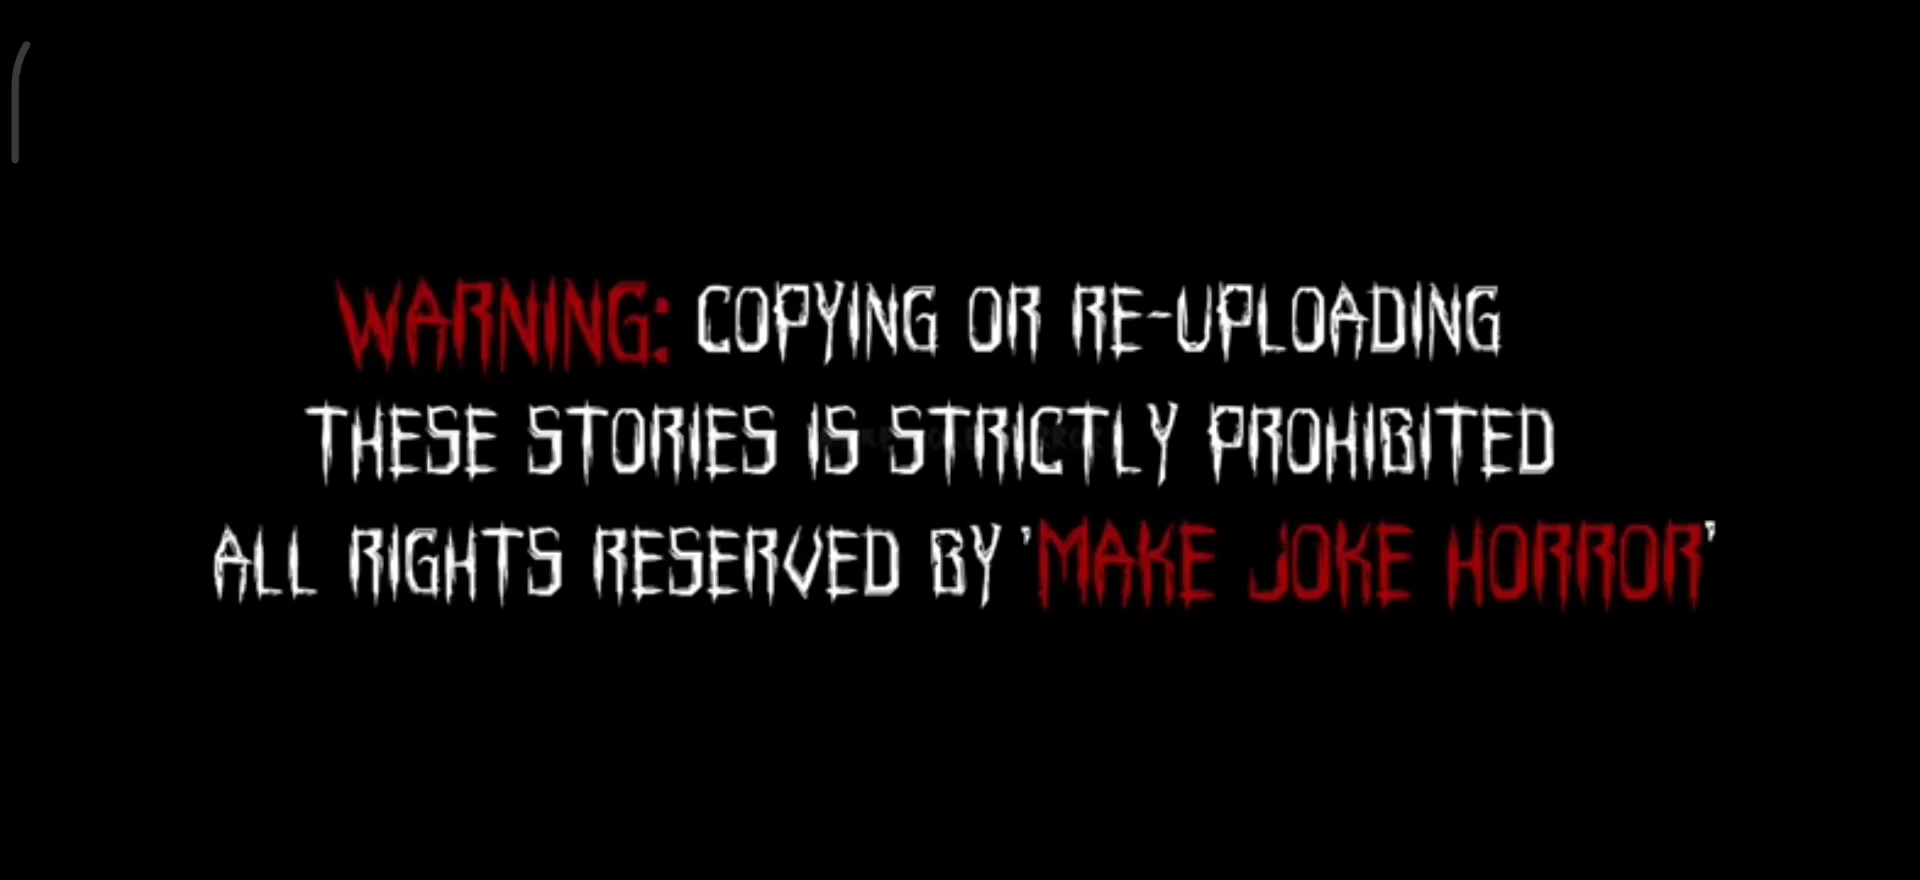 WARNING: COPYING OR RE-UPLOADING
THESE STORIES IS STRICTLY PROHIBITED
ALL RIGHTS RESERVED BY 'MAKE JOKE HORROR'